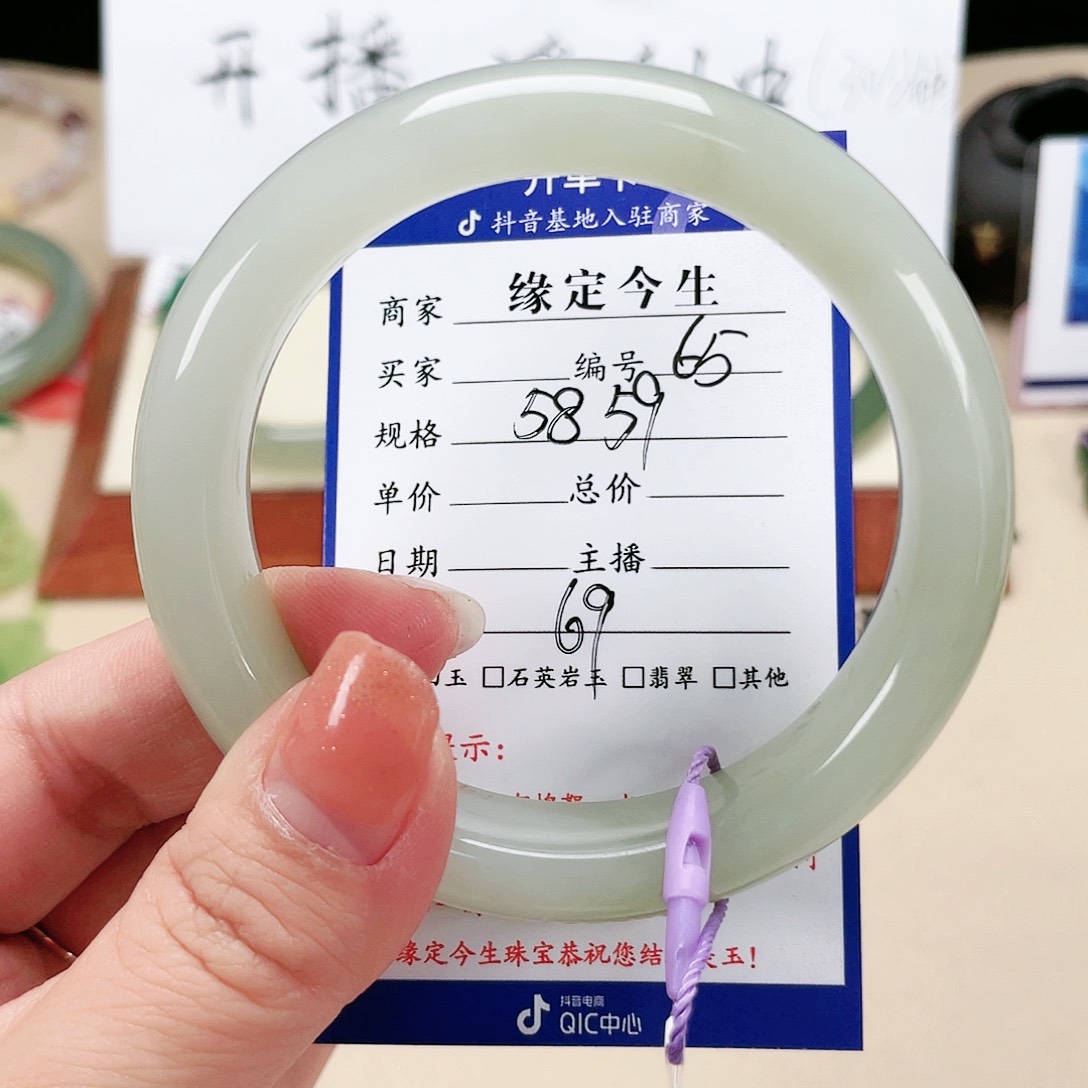 开播
抖音基地入驻商家
商家 缘定今生
买家 编号 65
规格 58 59
单价 总价
日期 主播
69
玉 □石英岩玉 □翡翠 □其他
示：
缘定今生珠宝恭祝您结 玉！
抖音电商
QIC中心